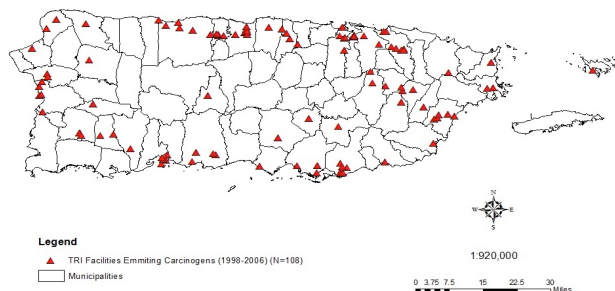 N
W E
S
Legend
TRI Facilities Emmiting Carcinogens (1998-2006) (N=108)
Municipalities
1:920,000
0 3.75 7.5 15 22.5 30
Miles